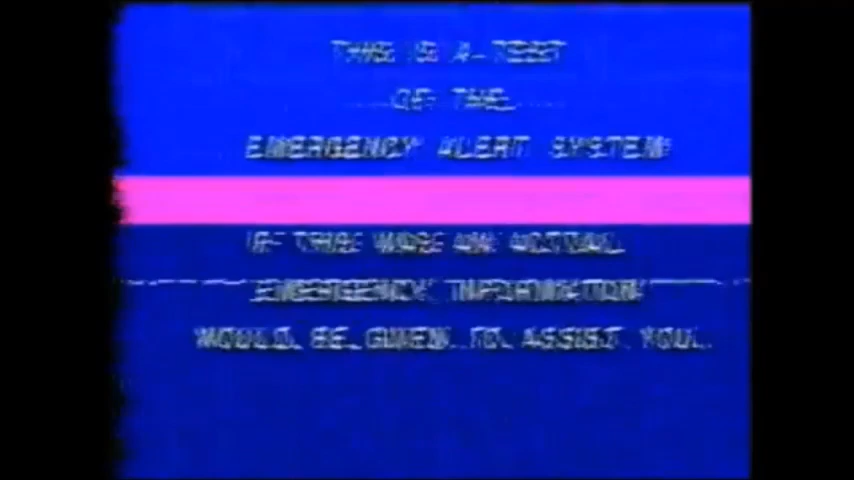 THIS IS A TEST
OF THE
EMERGENCY ALERT SYSTEM
IF THIS WAS AN ACTUAL
EMERGENCY INFORMATION
WOULD BE GIVEN TO ASSIST YOU.